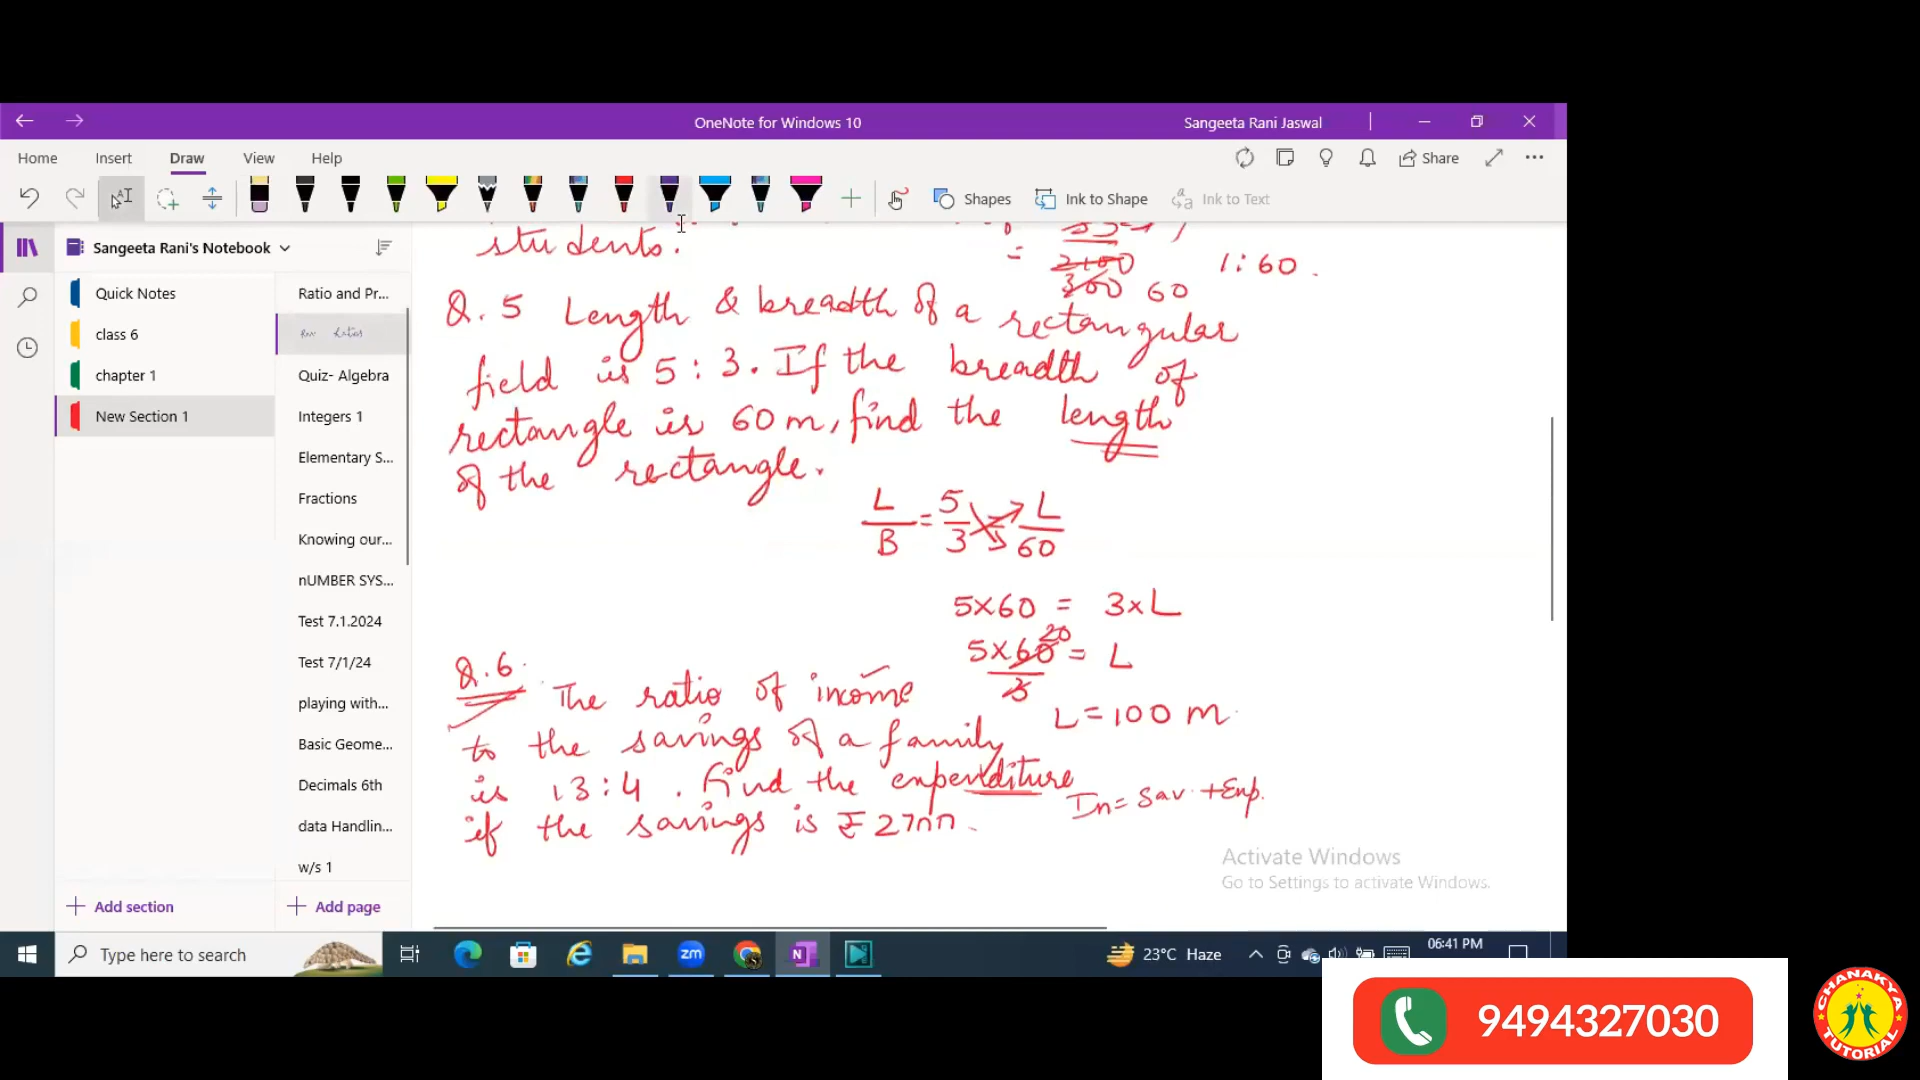 OneNote for Windows 10
Sangeeta Rani Jaswal
Home Insert Draw View Help
Share
Shapes Ink to Shape Ink to Text
Sangeeta Rani's Notebook
Quick Notes
class 6
chapter 1
New Section 1
Add section
Ratio and Pr...
Quiz- Algebra
Integers 1
Elementary S...
Fractions
Knowing our...
nUMBER SYS...
Test 7.1.2024
Test 7/1/24
playing with...
Basic Geome...
Decimals 6th
data Handlin...
w/s 1
Add page
students.
= 2100
360 60
1:60.
Q.5 Length & breadth of a rectangular
field is 5:3. If the breadth of
rectangle is 60 m, find the length
of the rectangle.
L/B = 5/3 = L/60
5×60 = 3×L
5×60/3 = L
20
L=100 m
Q.6 The ratio of income
to the savings of a family
is 13:4. Find the expenditure
if the savings is ₹2700.
In= Sav. +Exp.
Activate Windows
Go to Settings to activate Windows.
Type here to search
zm
N
23°C Haze
06:41 PM
9494327030
CHANAKYA
TUTORIAL